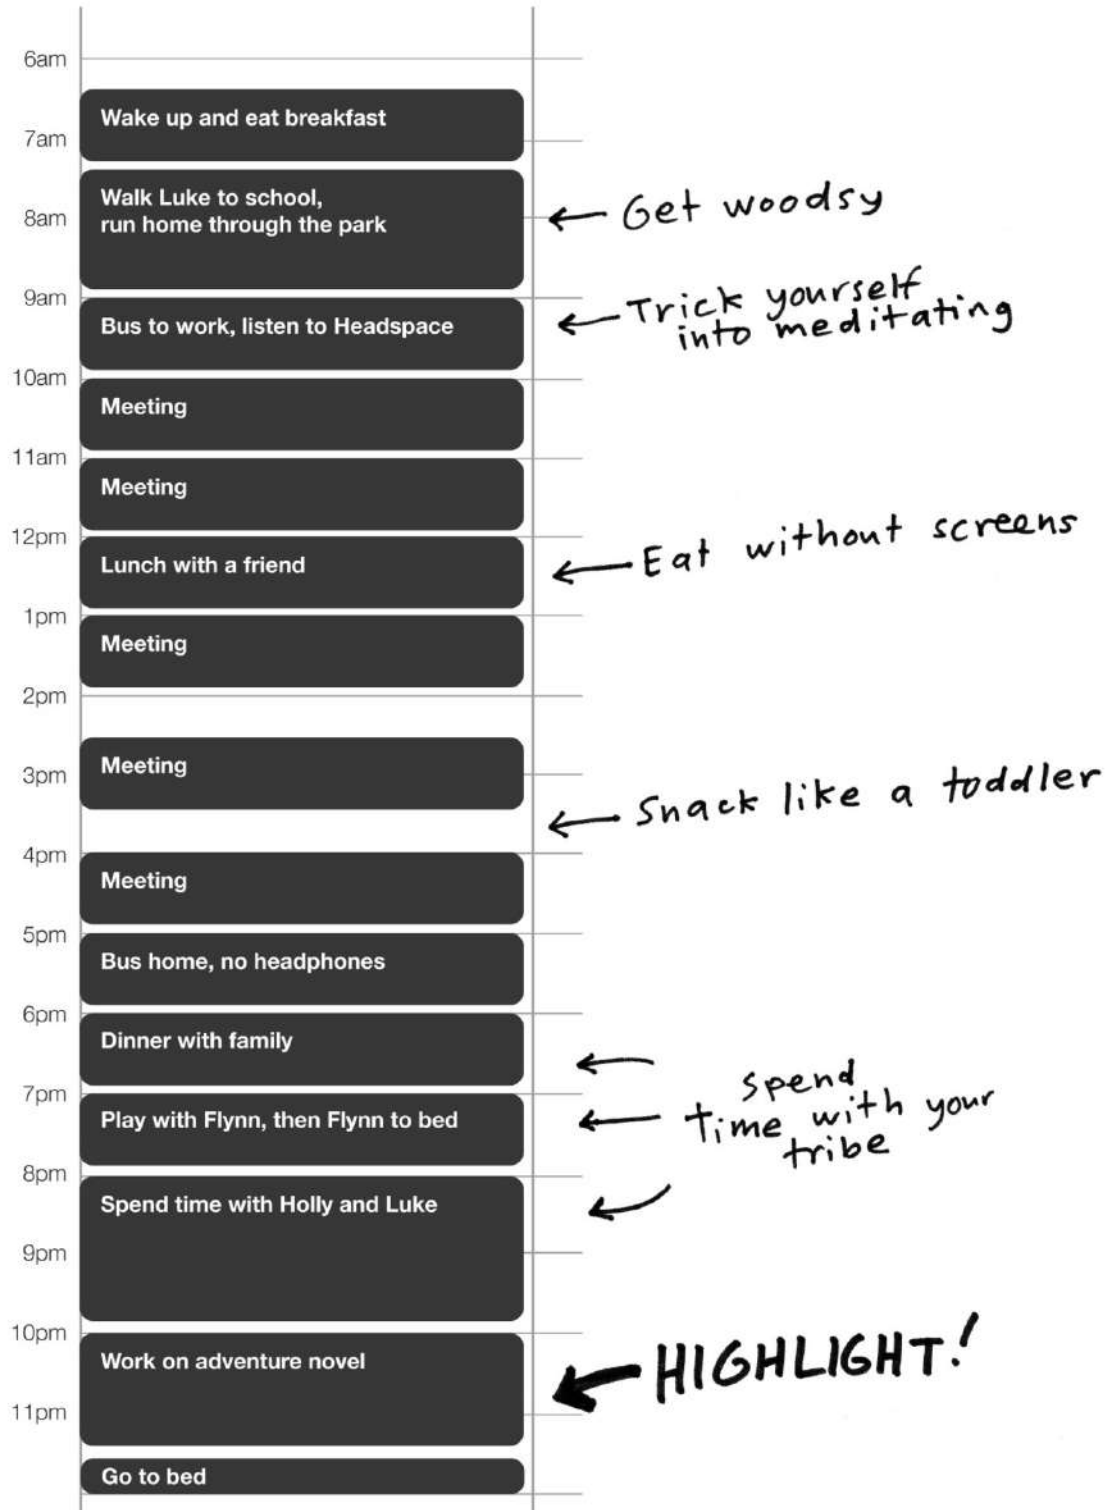 6am
Wake up and eat breakfast
7am
Walk Luke to school,
8am
run home through the park
Get woodsy
9am
Bus to work, listen to Headspace
Trick yourself
into meditating
10am
Meeting
11am
Meeting
12pm
Lunch with a friend
Eat without screens
1pm
Meeting
2pm
Meeting
3pm
Snack like a toddler
4pm
Meeting
5pm
Bus home, no headphones
6pm
Dinner with family
7pm
Play with Flynn, then Flynn to bed
Spend
time with your
tribe
8pm
Spend time with Holly and Luke
9pm
10pm
Work on adventure novel
HIGHLIGHT!
11pm
Go to bed